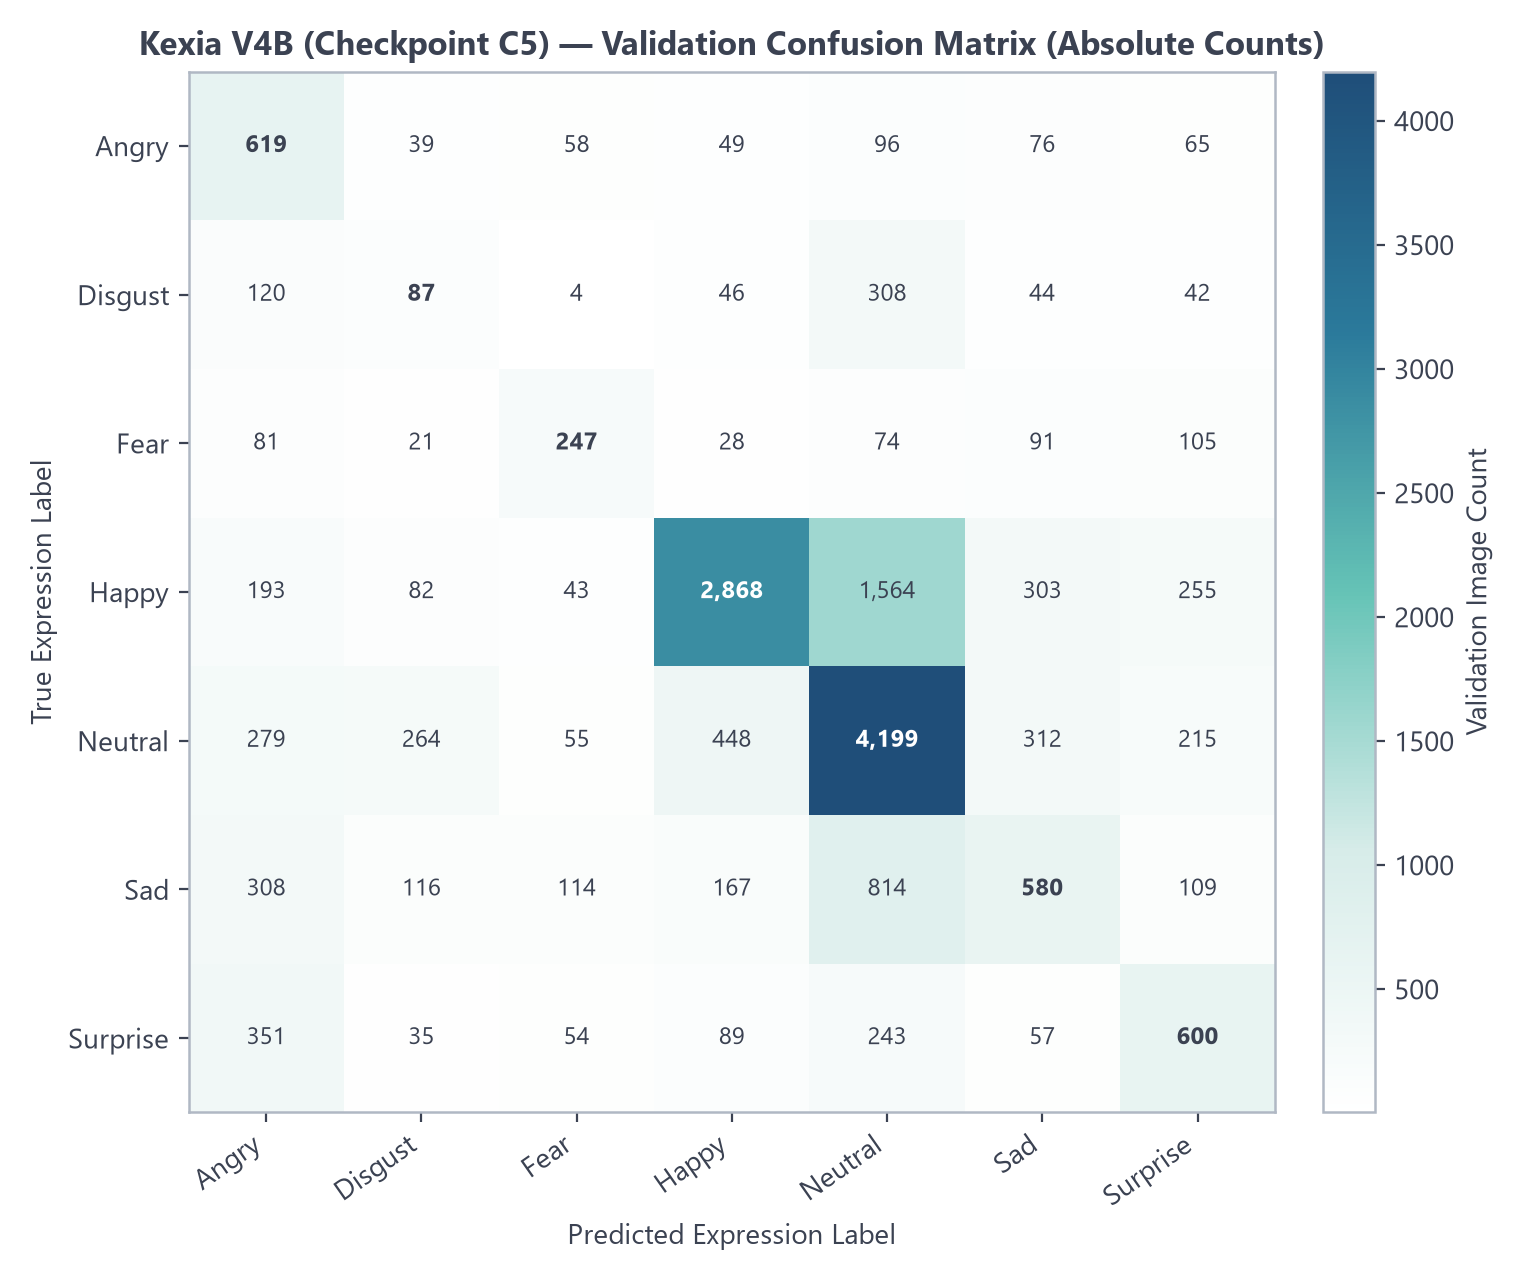 Kexia V4B (Checkpoint C5) — Validation Confusion Matrix (Absolute Counts)
True Expression Label
Angry 619 39 58 49 96 76 65
Disgust 120 87 4 46 308 44 42
Fear 81 21 247 28 74 91 105
Happy 193 82 43 2,868 1,564 303 255
Neutral 279 264 55 448 4,199 312 215
Sad 308 116 114 167 814 580 109
Surprise 351 35 54 89 243 57 600
Angry Disgust Fear Happy Neutral Sad Surprise
Predicted Expression Label
4000
3500
3000
2500
2000
1500
1000
500
Validation Image Count